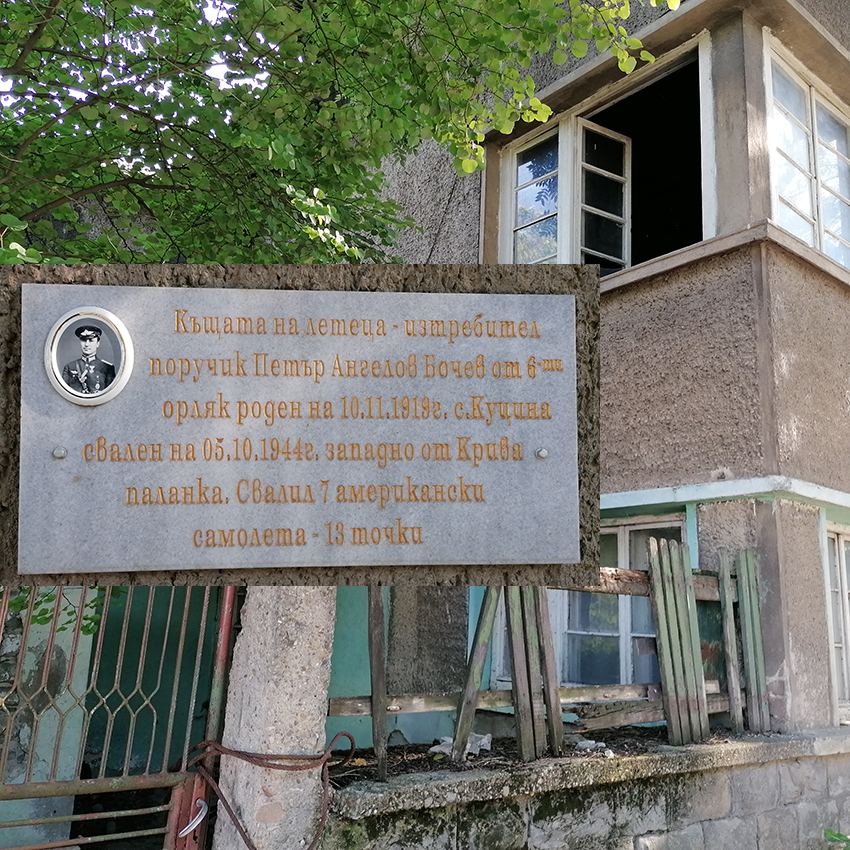 Къщата на летеца - изтребител
поручик Петър Ангелов Бочев от 6-ти
орляк роден на 10.11.1919г. с.Куцина
свален на 05.10.1944г. западно от Крива
паланка. Свалил 7 американски
самолета - 13 точки